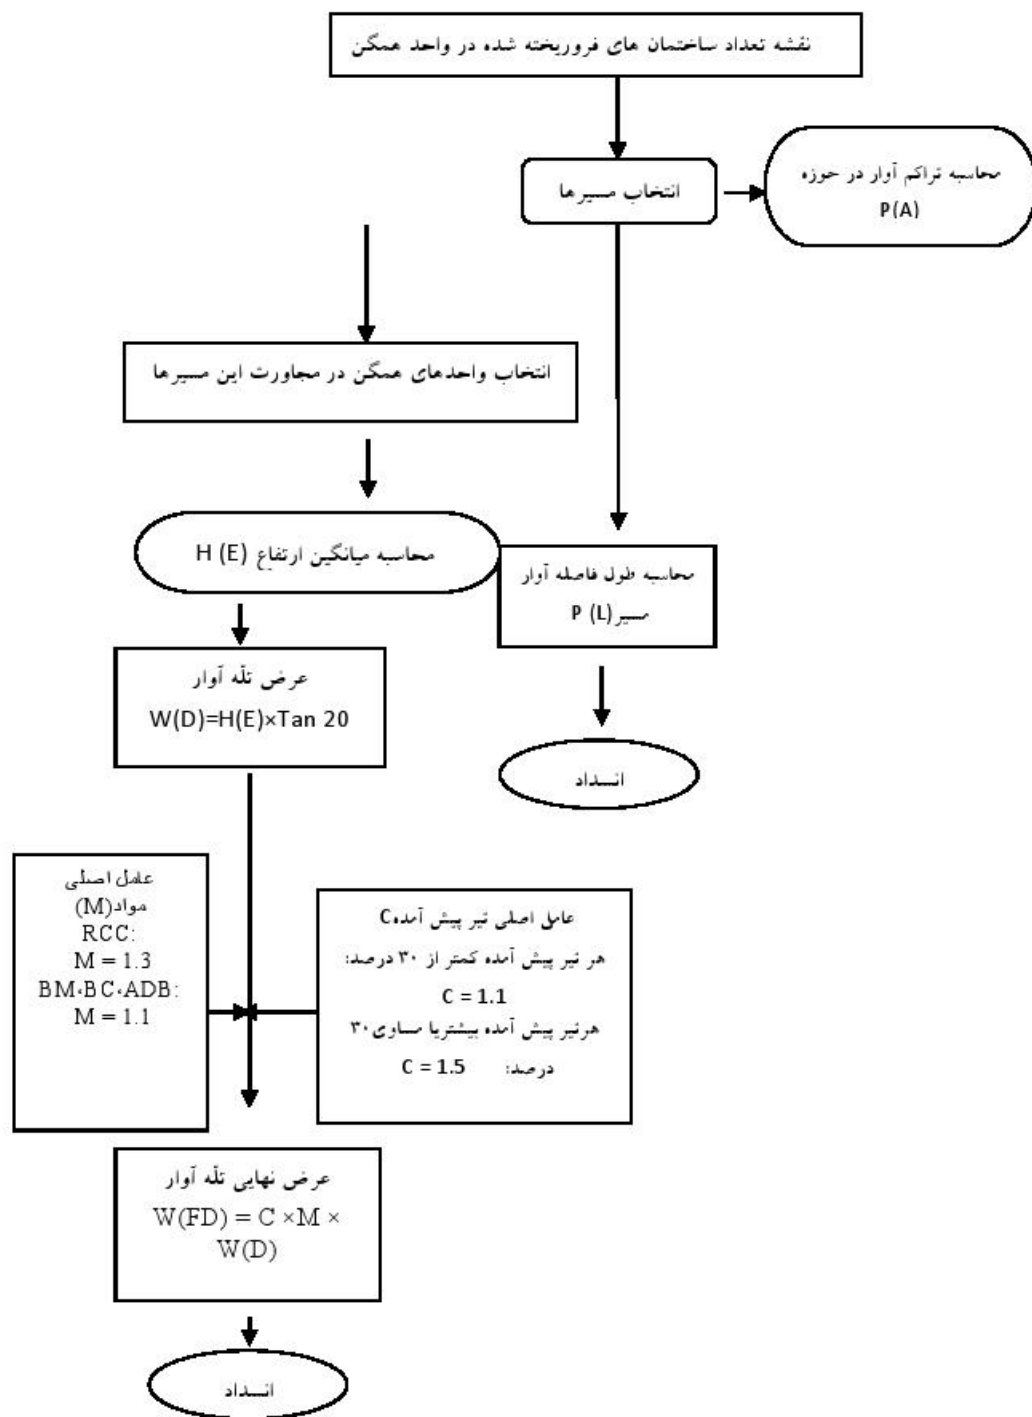 نقشه تعداد ساختمان های فروریخته شده در واحد همگن
انتخاب مسیرها
محاسبه تراکم آوار در حوزه
P(A)
انتخاب واحدهای همگن در مجاورت این مسیرها
محاسبه میانگین ارتفاع H (E)
محاسبه طول فاصله آوار
مسیر P (L)
عرض تلّه آوار
W(D)=H(E)×Tan 20
انسداد
عامل اصلی
مواد(M)
RCC:
M = 1.3
BM،BC،ADB:
M = 1.1
عامل اصلی تیر پیش آمدهC
هر تیر پیش آمده کمتر از ۳۰ درصد:
C = 1.1
هرتیر پیش آمده بیشتریا مساوی۳۰
درصد: C = 1.5
عرض نهایی تلّه آوار
W(FD) = C ×M ×
W(D)
انسداد